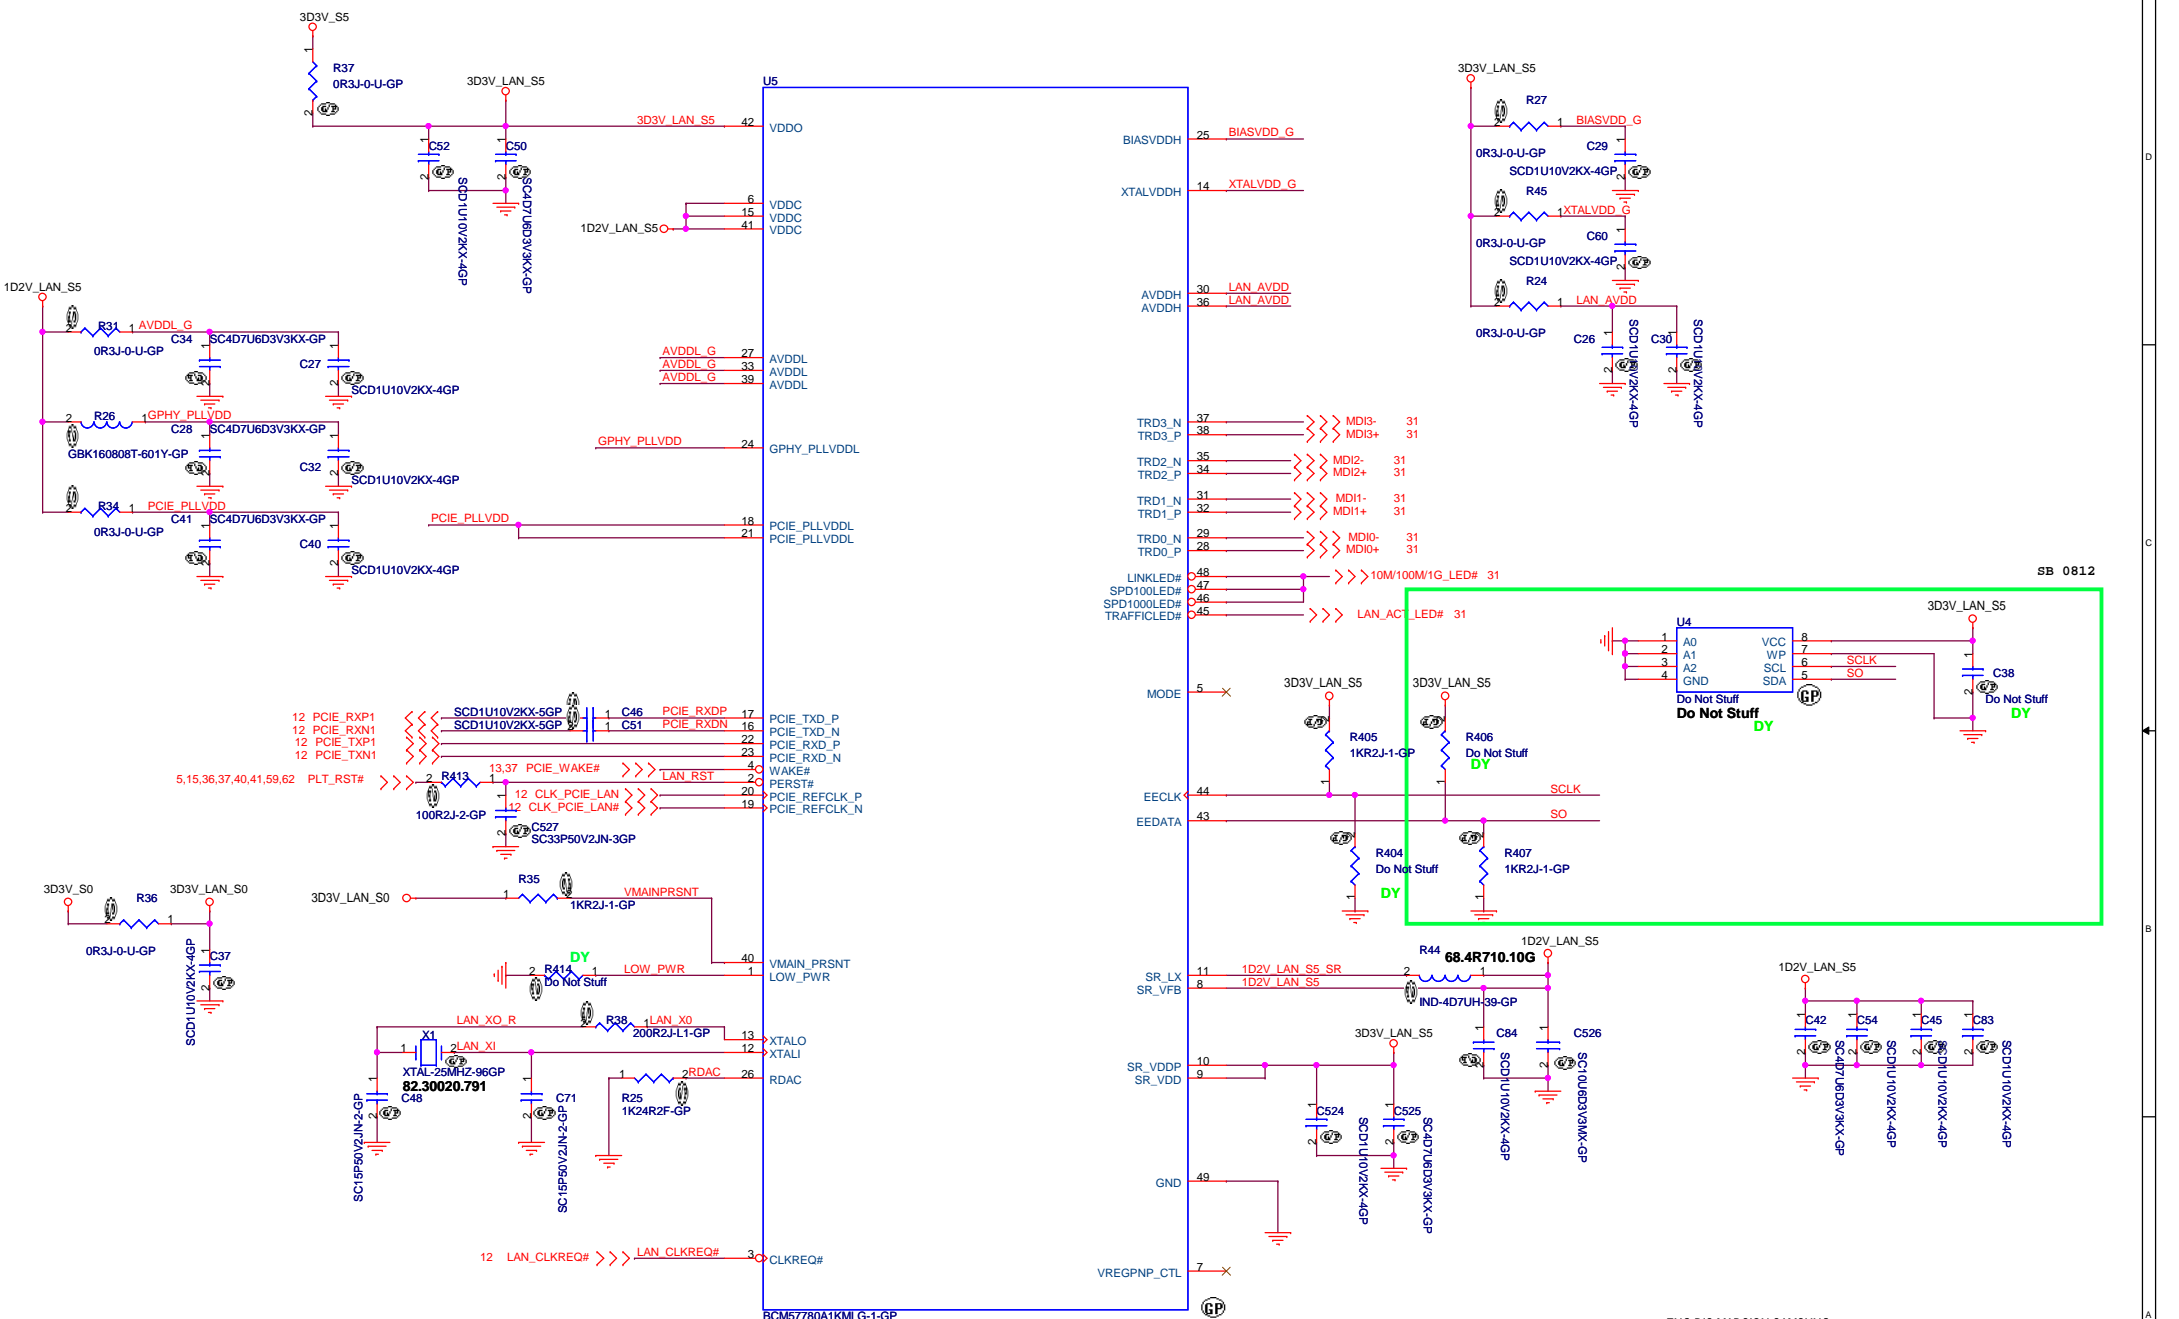 3D3V_S5
R37
0R3J-0-U-GP
3D3V_LAN_S5
3D3V_LAN_S5 42 VDDO
C52
SCD1U10V2KX-4GP
C50
SC4D7U6D3V3KX-GP
6 VDDC
15 VDDC
41 VDDC
1D2V_LAN_S5
1D2V_LAN_S5
R31
AVDDL_G
0R3J-0-U-GP
C34 SC4D7U6D3V3KX-GP
C27
SCD1U10V2KX-4GP
R26
GPHY_PLLVDD
GBK160808T-601Y-GP
C28 SC4D7U6D3V3KX-GP
C32
SCD1U10V2KX-4GP
R34
PCIE_PLLVDD
0R3J-0-U-GP
C41 SC4D7U6D3V3KX-GP
C40
SCD1U10V2KX-4GP
AVDDL_G 27 AVDDL
AVDDL_G 33 AVDDL
AVDDL_G 39 AVDDL
GPHY_PLLVDD 24 GPHY_PLLVDDL
PCIE_PLLVDD 18 PCIE_PLLVDDL
21 PCIE_PLLVDDL
12 PCIE_RXP1 SCD1U10V2KX-5GP C46 PCIE_RXDP 17 PCIE_TXD_P
12 PCIE_RXN1 SCD1U10V2KX-5GP C51 PCIE_RXDN 16 PCIE_TXD_N
12 PCIE_TXP1 22 PCIE_RXD_P
12 PCIE_TXN1 23 PCIE_RXD_N
13,37 PCIE_WAKE# 4 WAKE#
5,15,36,37,40,41,59,62 PLT_RST# R413 LAN_RST 2 PERST#
100R2J-2-GP
12 CLK_PCIE_LAN 20 PCIE_REFCLK_P
12 CLK_PCIE_LAN# 19 PCIE_REFCLK_N
C527
SC33P50V2JN-3GP
3D3V_S0
R36
0R3J-0-U-GP
3D3V_LAN_S0
C37
SCD1U10V2KX-4GP
3D3V_LAN_S0 R35 VMAINPRSNT
1KR2J-1-GP
40 VMAIN_PRSNT
DY
R414
Do Not Stuff
LOW_PWR 1 LOW_PWR
LAN_XO_R R38 LAN_X0 13 XTALO
200R2J-L1-GP
X1 LAN_XI 12 XTALI
XTAL-25MHZ-96GP
82.30020.791
C48
SC15P50V2JN-2-GP
C71
SC15P50V2JN-2-GP
R25
1K24R2F-GP
RDAC 26 RDAC
12 LAN_CLKREQ# LAN_CLKREQ# 3 CLKREQ#
U5
BCM57780A1KMLG-1-GP
BIASVDDH 25 BIASVDD_G
XTALVDDH 14 XTALVDD_G
AVDDH 30 LAN_AVDD
AVDDH 36 LAN_AVDD
TRD3_N 37 MDI3- 31
TRD3_P 38 MDI3+ 31
TRD2_N 35 MDI2- 31
TRD2_P 34 MDI2+ 31
TRD1_N 31 MDI1- 31
TRD1_P 32 MDI1+ 31
TRD0_N 29 MDI0- 31
TRD0_P 28 MDI0+ 31
LINKLED# 48 10M/100M/1G_LED# 31
SPD100LED# 47
SPD1000LED# 46
TRAFFICLED# 45 LAN_ACT_LED# 31
MODE 5
EECLK 44 SCLK
EEDATA 43 SO
3D3V_LAN_S5
R405
1KR2J-1-GP
3D3V_LAN_S5
R406
Do Not Stuff
DY
R404
Do Not Stuff
DY
R407
1KR2J-1-GP
SR_LX 11 1D2V_LAN_S5_SR
SR_VFB 8 1D2V_LAN_S5
R44
68.4R710.10G
IND-4D7UH-39-GP
1D2V_LAN_S5
C84
SCD1U10V2KX-4GP
C526
SC10U6D3V3MX-GP
3D3V_LAN_S5
SR_VDDP 10
SR_VDD 9
C524
SCD1U10V2KX-4GP
C525
SC4D7U6D3V3KX-GP
GND 49
VREGPNP_CTL 7
GP
3D3V_LAN_S5
R27
0R3J-0-U-GP
BIASVDD_G
C29
SCD1U10V2KX-4GP
R45
0R3J-0-U-GP
XTALVDD_G
C60
SCD1U10V2KX-4GP
R24
0R3J-0-U-GP
LAN_AVDD
C26
SCD1U10V2KX-4GP
C30
SCD1U10V2KX-4GP
SB 0812
U4
1 A0 VCC 8
2 A1 WP 7
3 A2 SCL 6 SCLK
4 GND SDA 5 SO
Do Not Stuff
Do Not Stuff
DY
GP
3D3V_LAN_S5
C38
Do Not Stuff
DY
1D2V_LAN_S5
C42
SC4D7U6D3V3KX-GP
C54
SCD1U10V2KX-4GP
C45
SCD1U10V2KX-4GP
C83
SCD1U10V2KX-4GP
D
C
B
A